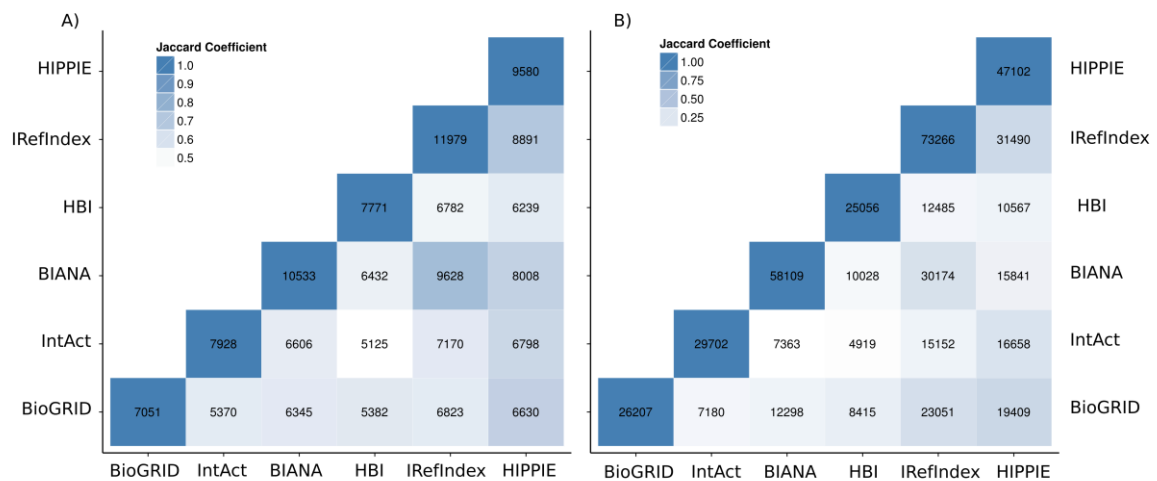 A)
Jaccard Coefficient
1.0
0.9
0.8
0.7
0.6
0.5
HIPPIE 9580
IRefIndex 11979 8891
HBI 7771 6782 6239
BIANA 10533 6432 9628 8008
IntAct 7928 6606 5125 7170 6798
BioGRID 7051 5370 6345 5382 6823 6630
BioGRID IntAct BIANA HBI IRefIndex HIPPIE
B)
Jaccard Coefficient
1.00
0.75
0.50
0.25
47102 HIPPIE
73266 31490 IRefIndex
25056 12485 10567 HBI
58109 10028 30174 15841 BIANA
29702 7363 4919 15152 16658 IntAct
26207 7180 12298 8415 23051 19409 BioGRID
BioGRID IntAct BIANA HBI IRefIndex HIPPIE